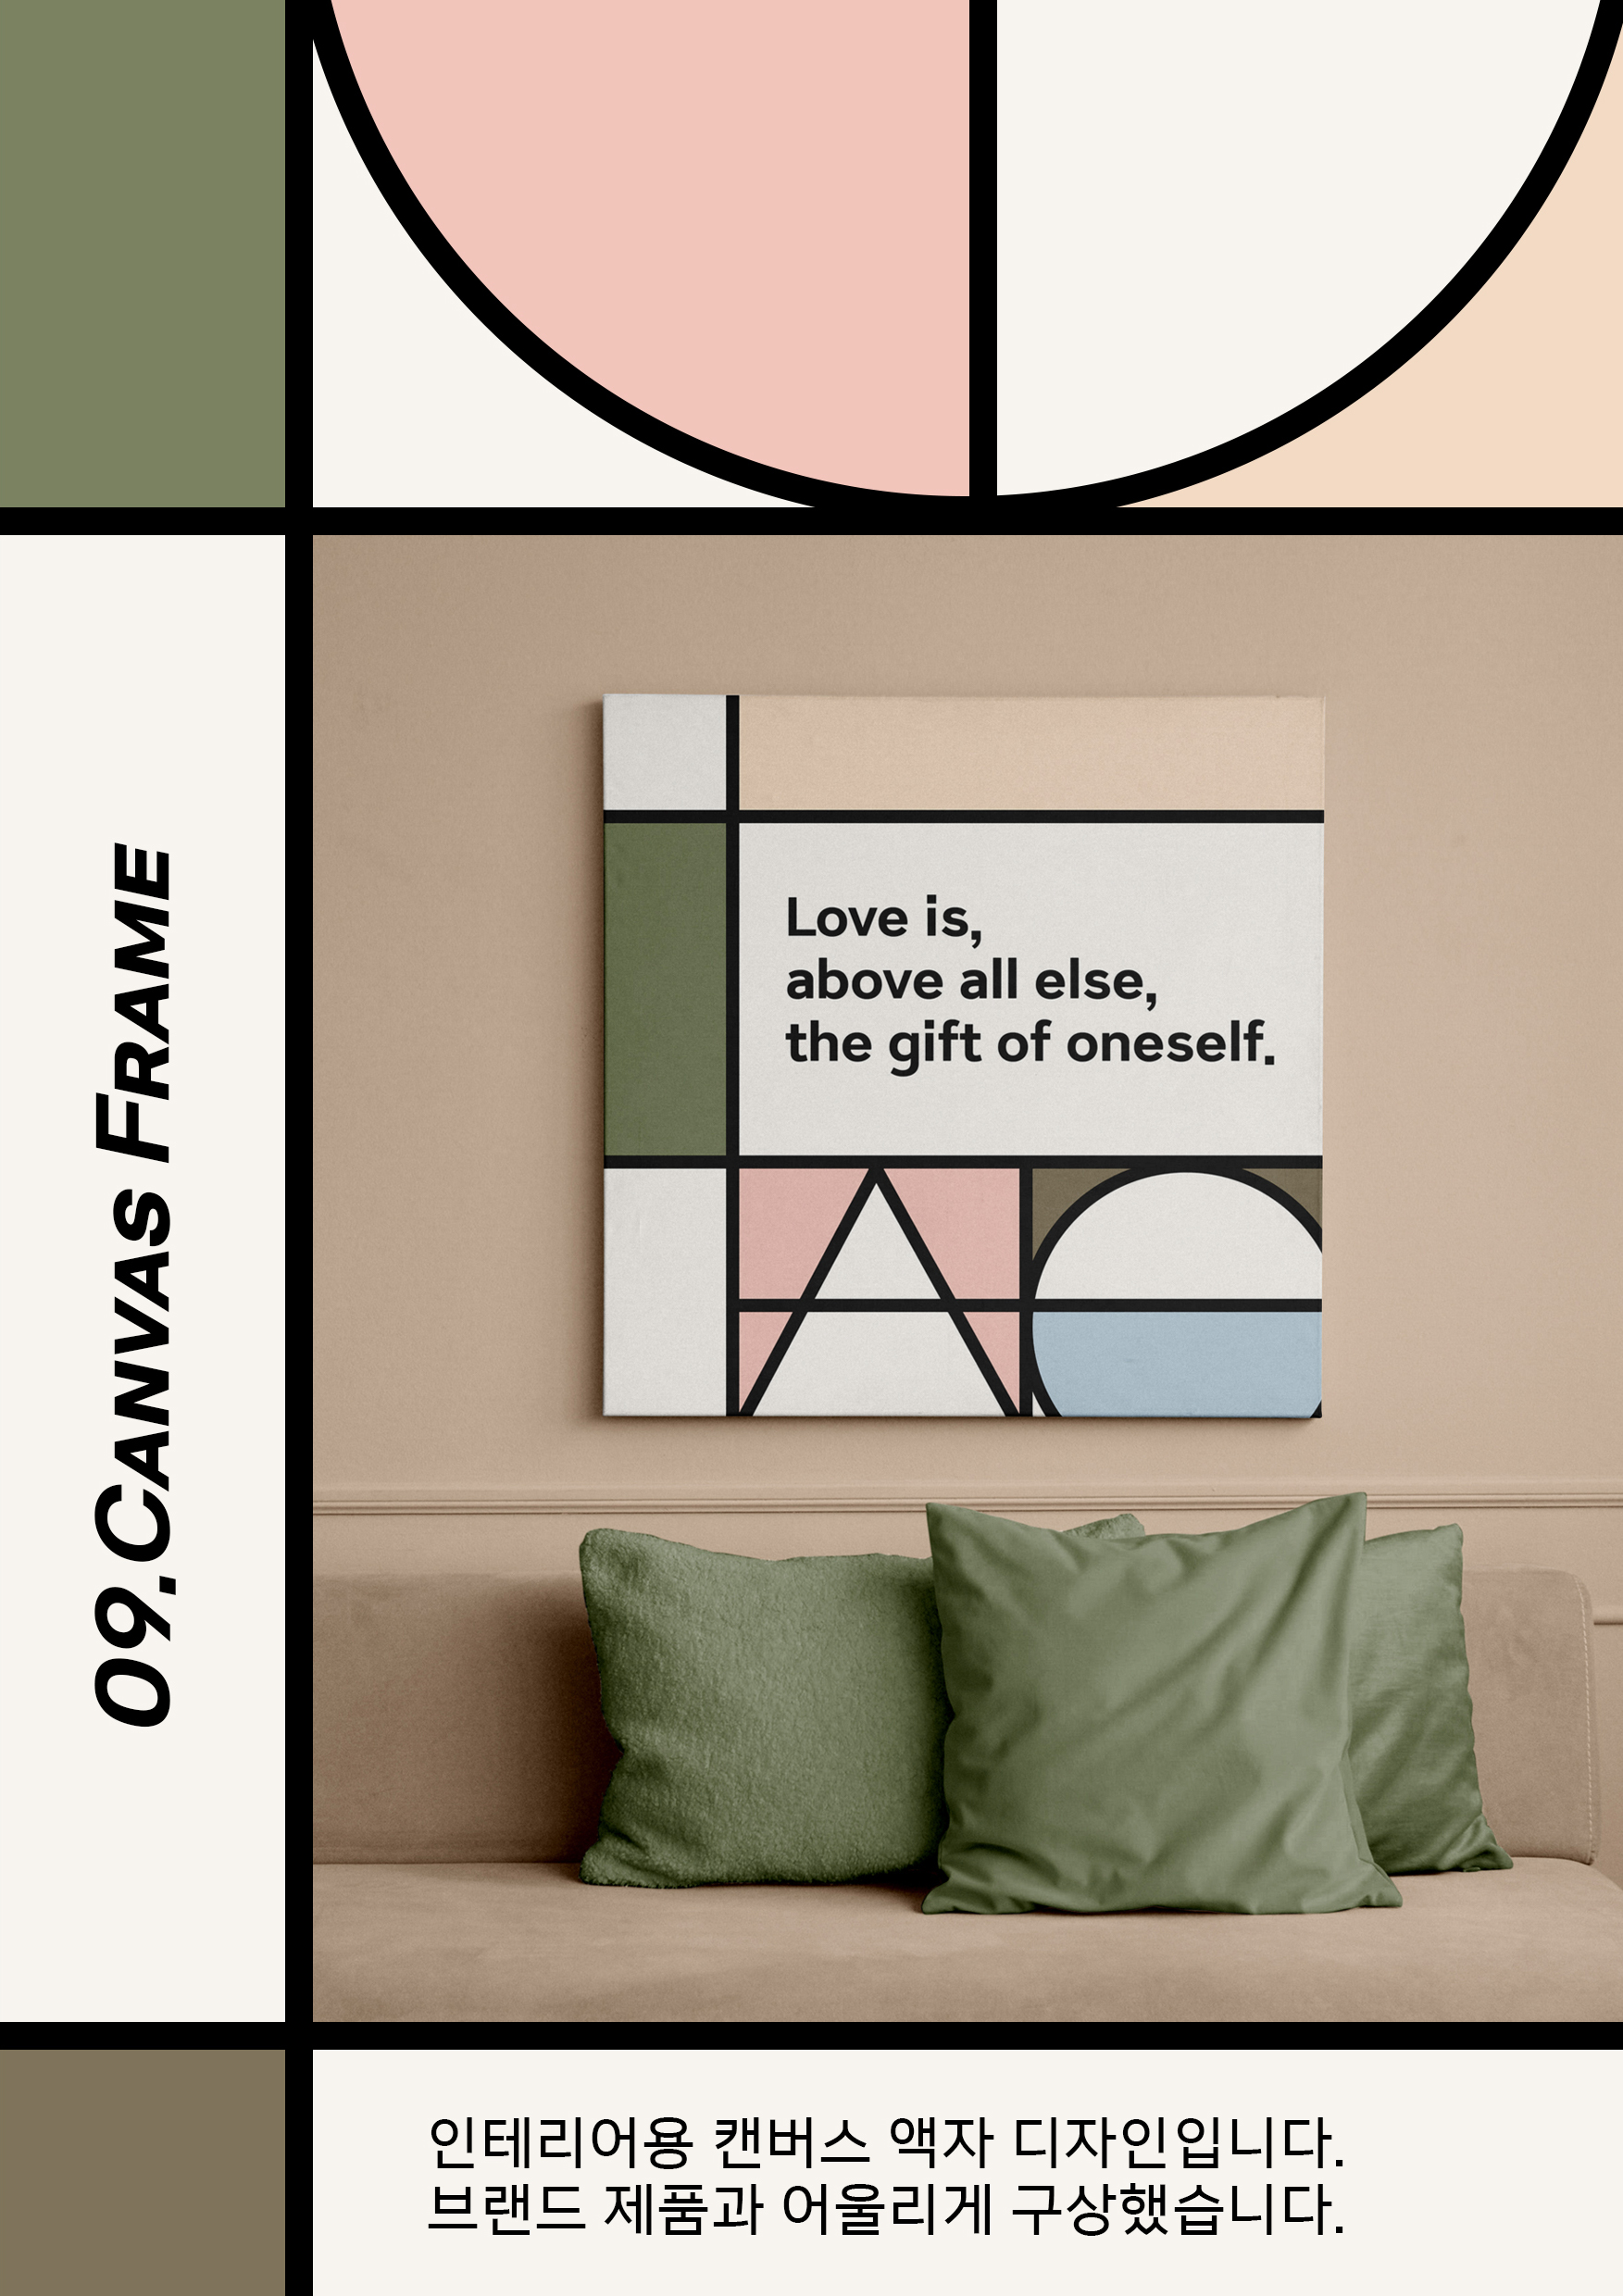 09.Canvas Frame
Love is,
above all else,
the gift of oneself.
인테리어용 캔버스 액자 디자인입니다.
브랜드 제품과 어울리게 구상했습니다.